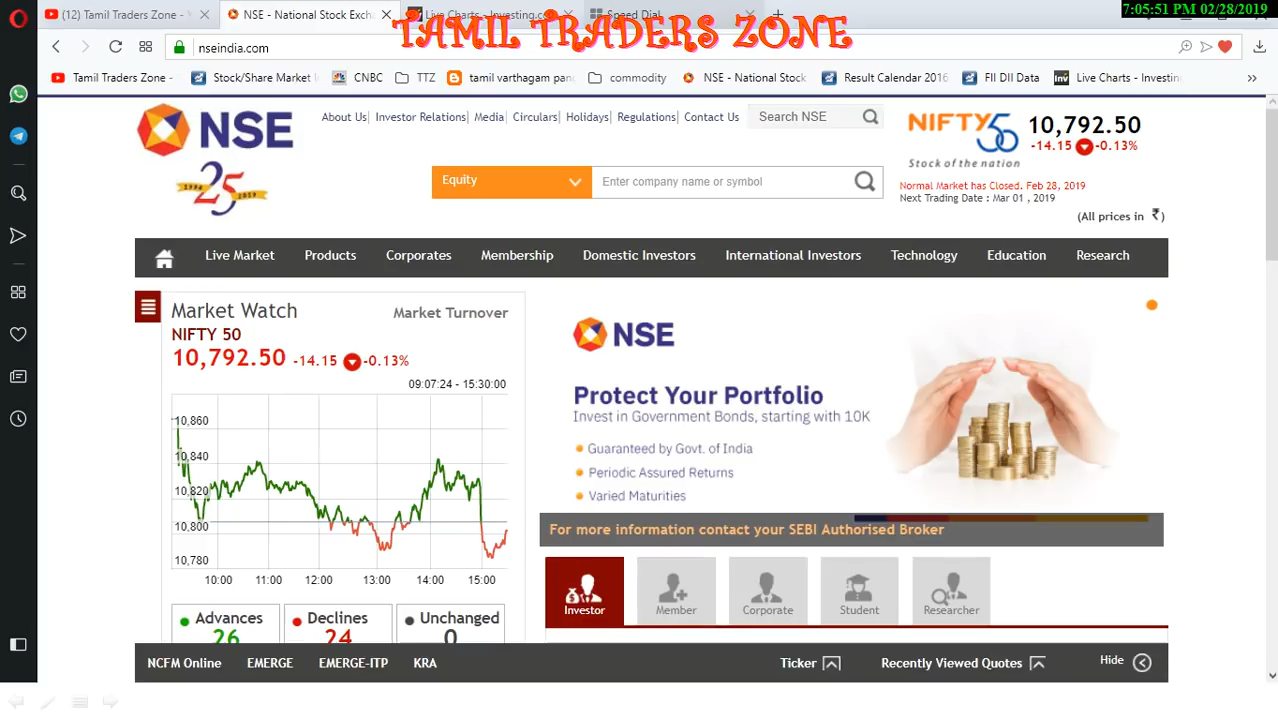 (12) Tamil Traders Zone -
NSE - National Stock Exch
Live Charts - Investing.co
Speed Dial
7:05:51 PM 02/28/2019
TAMIL TRADERS ZONE
nseindia.com
Tamil Traders Zone -
Stock/Share Market
CNBC
TTZ
tamil varthagam pan
commodity
NSE - National Stock
Result Calendar 2016
FII DII Data
Inv
Live Charts - Investin
NSE
1994 25 2019
About Us| Investor Relations| Media| Circulars| Holidays| Regulations| Contact Us
Search NSE
Equity
Enter company name or symbol
NIFTY 50
Stock of the nation
10,792.50
-14.15 -0.13%
Normal Market has Closed. Feb 28, 2019
Next Trading Date : Mar 01 , 2019
(All prices in ₹)
Live Market Products Corporates Membership Domestic Investors International Investors Technology Education Research
Market Watch
Market Turnover
NIFTY 50
10,792.50 -14.15 -0.13%
09:07:24 - 15:30:00
10,860
10,840
10,820
10,800
10,780
10:00 11:00 12:00 13:00 14:00 15:00
Advances
26
Declines
24
Unchanged
0
NSE
Protect Your Portfolio
Invest in Government Bonds, starting with 10K
Guaranteed by Govt. of India
Periodic Assured Returns
Varied Maturities
For more information contact your SEBI Authorised Broker
Investor
Member
Corporate
Student
Researcher
NCFM Online EMERGE EMERGE-ITP KRA
Ticker
Recently Viewed Quotes
Hide